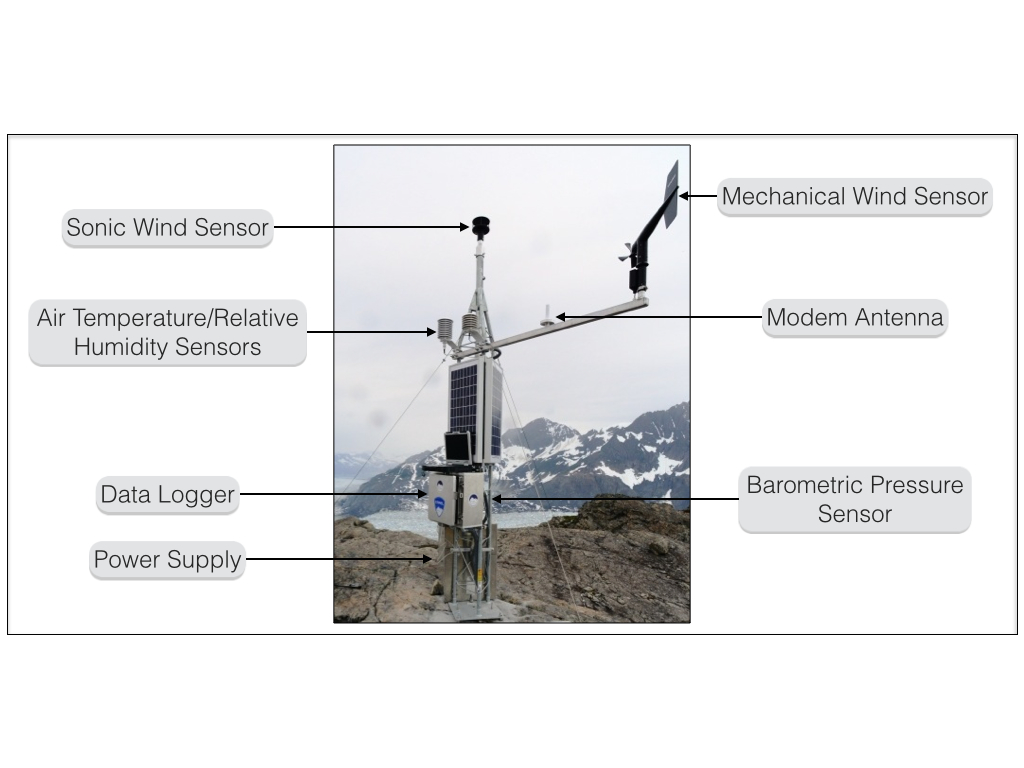 Sonic Wind Sensor
Air Temperature/Relative
Humidity Sensors
Data Logger
Power Supply
Mechanical Wind Sensor
Modem Antenna
Barometric Pressure
Sensor